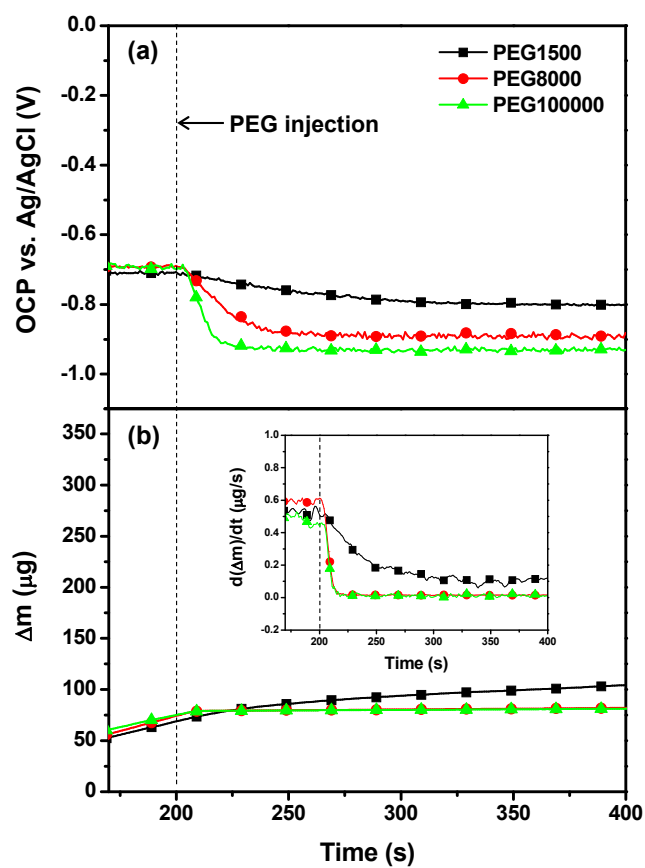 (a)
PEG1500
PEG8000
PEG100000
PEG injection
OCP vs. Ag/AgCl (V)
0.0
-0.2
-0.4
-0.6
-0.8
-1.0
(b)
Δm (μg)
350
300
250
200
150
100
50
0
d(Δm)/dt (μg/s)
1.0
0.8
0.6
0.4
0.2
0.0
-0.2
200 250 300 350 400
Time (s)
200 250 300 350 400
Time (s)